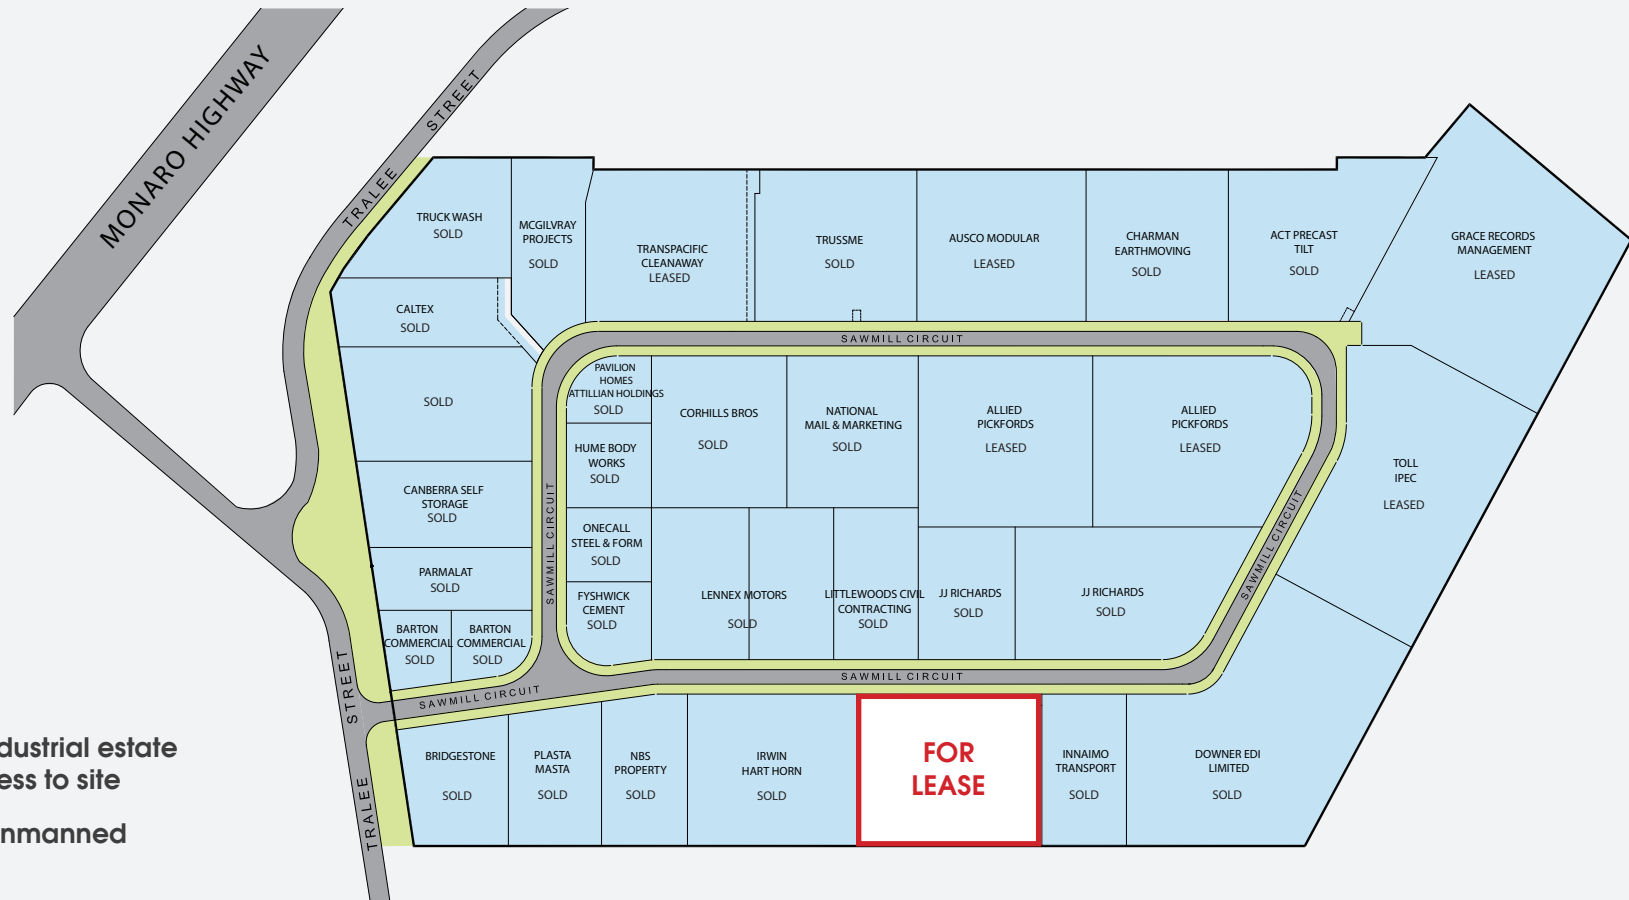 MONARO HIGHWAY
TRALEE STREET
TRUCK WASH
SOLD
MCGILVRAY
PROJECTS
SOLD
TRANSPACIFIC
CLEANAWAY
LEASED
TRUSSME
SOLD
AUSCO MODULAR
LEASED
CHARMAN
EARTHMOVING
SOLD
ACT PRECAST
TILT
SOLD
GRACE RECORDS
MANAGEMENT
LEASED
CALTEX
SOLD
SAWMILL CIRCUIT
SOLD
PAVILION
HOMES
ATTILLIAN HOLDINGS
SOLD
CORHILLS BROS
SOLD
NATIONAL
MAIL & MARKETING
SOLD
ALLIED
PICKFORDS
LEASED
ALLIED
PICKFORDS
LEASED
HUME BODY
WORKS
SOLD
TOLL
IPEC
LEASED
CANBERRA SELF
STORAGE
SOLD
SAWMILL CIRCUIT
SAWMILL CIRCUIT
ONECALL
STEEL & FORM
SOLD
PARMALAT
SOLD
FYSHWICK
CEMENT
SOLD
LENNEX MOTORS
SOLD
LITTLEWOODS CIVIL
CONTRACTING
SOLD
JJ RICHARDS
SOLD
JJ RICHARDS
SOLD
BARTON
COMMERCIAL
SOLD
BARTON
COMMERCIAL
SOLD
SAWMILL CIRCUIT
SAWMILL CIRCUIT
TRALEE STREET
BRIDGESTONE
SOLD
PLASTA
MASTA
SOLD
NBS
PROPERTY
SOLD
IRWIN
HART HORN
SOLD
FOR
LEASE
INNAIMO
TRANSPORT
SOLD
DOWNER EDI
LIMITED
SOLD
dustrial estate
ess to site
nmanned